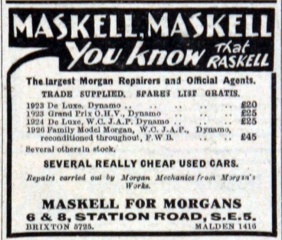 MASKELL, MASKELL
You know That
RASKELL
The largest Morgan Repairers and Official Agents.
TRADE SUPPLIED, SPARES LIST GRATIS.
1923 De Luxe, Dynamo .. .. .. .. £20
1923 Grand Prix O.H.V., Dynamo .. .. £25
1924 De Luxe, W.C. J.A.P. Dynamo .. .. £25
1926 Family Model Morgan, W.C. J.A.P., Dynamo,
reconditioned throughout, F.W.B. .. .. £45
Several others in stock.
SEVERAL REALLY CHEAP USED CARS.
Repairs carried out by Morgan Mechanics from Morgan's
Works.
MASKELL FOR MORGANS
6 & 8, STATION ROAD, S.E.5.
BRIXTON 5725. MALDEN 1416